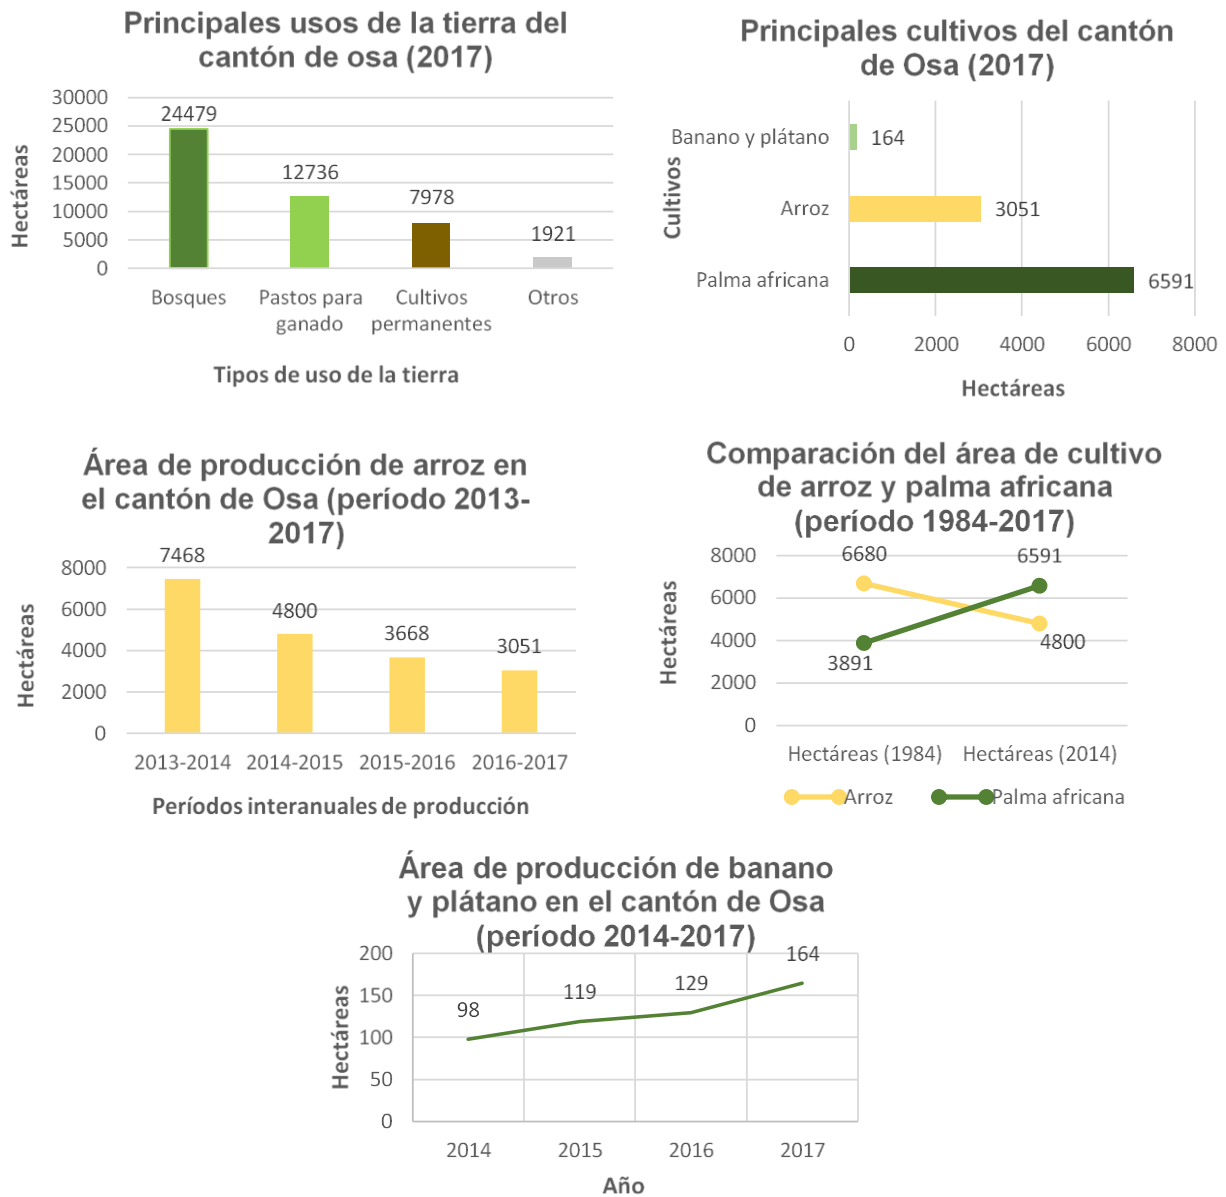 Principales usos de la tierra del
cantón de osa (2017)
Hectáreas
30000
25000
20000
15000
10000
5000
0
24479
12736
7978
1921
Bosques
Pastos para
ganado
Cultivos
permanentes
Otros
Tipos de uso de la tierra
Principales cultivos del cantón
de Osa (2017)
Cultivos
Banano y plátano
164
Arroz
3051
Palma africana
6591
0
2000
4000
6000
8000
Hectáreas
Área de producción de arroz en
el cantón de Osa (período 2013-
2017)
Hectáreas
8000
6000
4000
2000
0
7468
4800
3668
3051
2013-2014
2014-2015
2015-2016
2016-2017
Períodos interanuales de producción
Comparación del área de cultivo
de arroz y palma africana
(período 1984-2017)
Hectáreas
8000
6000
4000
2000
0
6680
6591
3891
4800
Hectáreas (1984)
Hectáreas (2014)
Arroz
Palma africana
Área de producción de banano
y plátano en el cantón de Osa
(período 2014-2017)
Hectáreas
200
150
100
50
0
98
119
129
164
2014
2015
2016
2017
Año